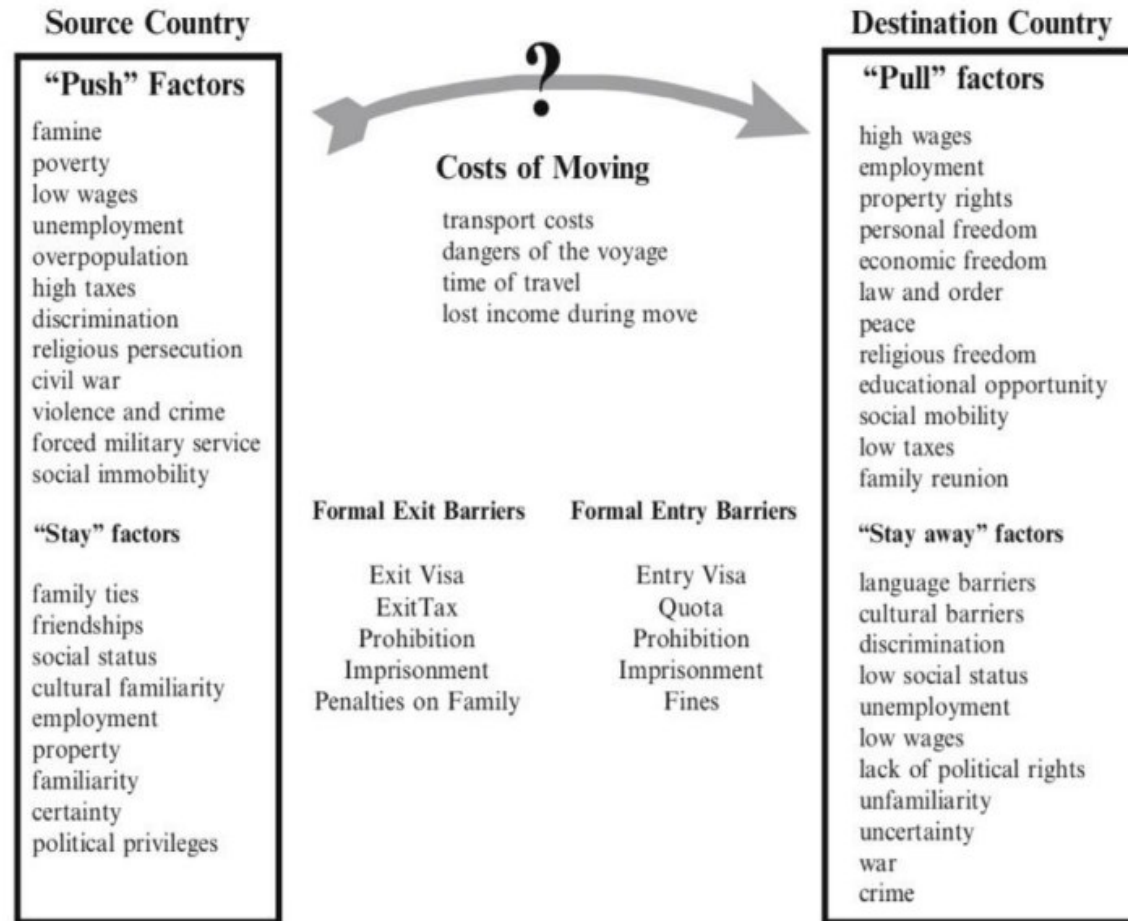 Source Country
"Push" Factors
famine
poverty
low wages
unemployment
overpopulation
high taxes
discrimination
religious persecution
civil war
violence and crime
forced military service
social immobility
"Stay" factors
family ties
friendships
social status
cultural familiarity
employment
property
familiarity
certainty
political privileges
?
Costs of Moving
transport costs
dangers of the voyage
time of travel
lost income during move
Formal Exit Barriers
Exit Visa
ExitTax
Prohibition
Imprisonment
Penalties on Family
Formal Entry Barriers
Entry Visa
Quota
Prohibition
Imprisonment
Fines
Destination Country
"Pull" factors
high wages
employment
property rights
personal freedom
economic freedom
law and order
peace
religious freedom
educational opportunity
social mobility
low taxes
family reunion
"Stay away" factors
language barriers
cultural barriers
discrimination
low social status
unemployment
low wages
lack of political rights
unfamiliarity
uncertainty
war
crime